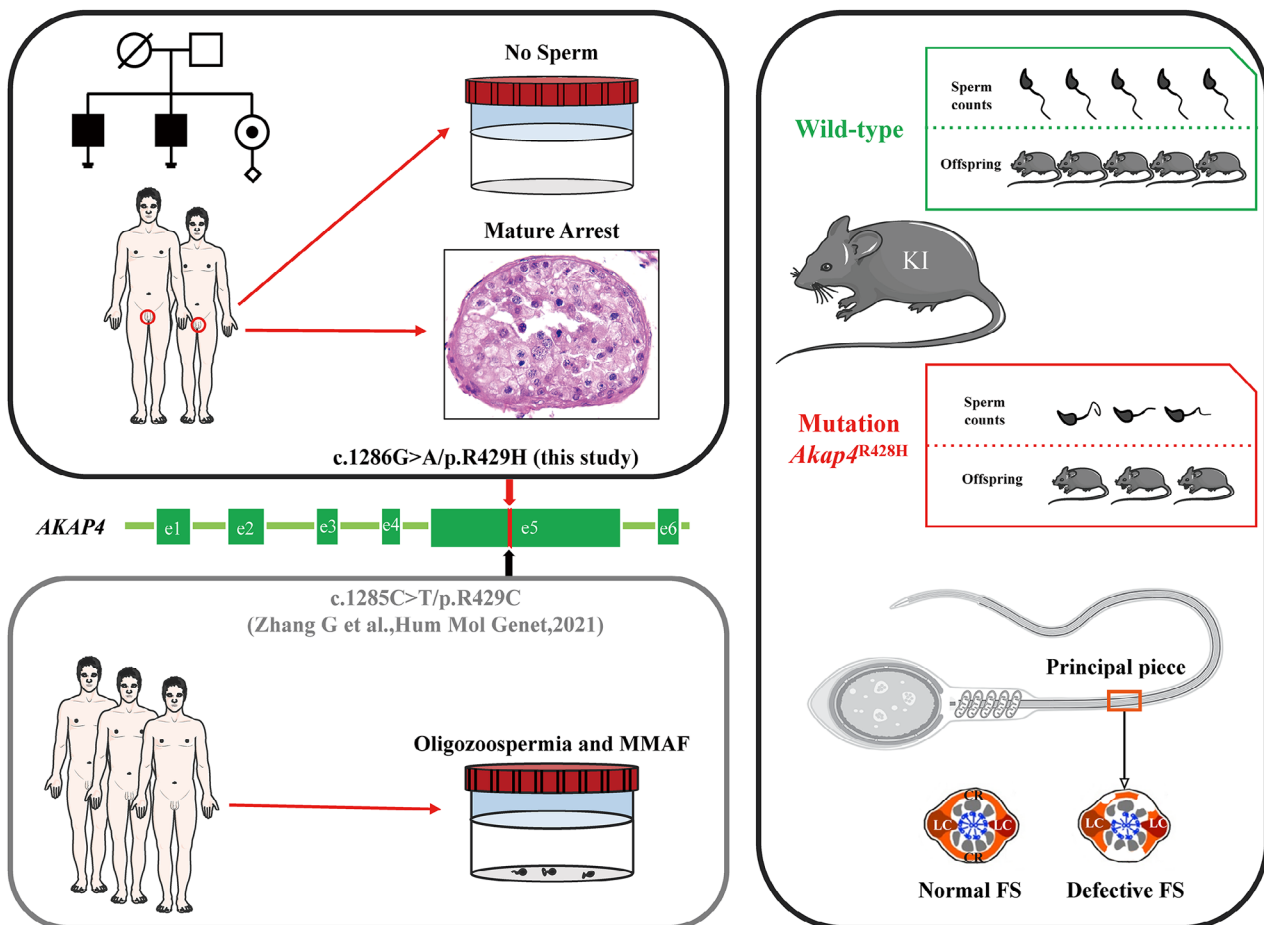 No Sperm
Mature Arrest
c.1286G>A/p.R429H (this study)
AKAP4
e1
e2
e3
e4
e5
e6
c.1285C>T/p.R429C
(Zhang G et al.,Hum Mol Genet,2021)
Oligozoospermia and MMAF
Wild-type
Sperm
counts
Offspring
KI
Mutation
Akap4R428H
Sperm
counts
Offspring
Principal piece
CR
LC
LC
CR
LC
LC
Normal FS
Defective FS